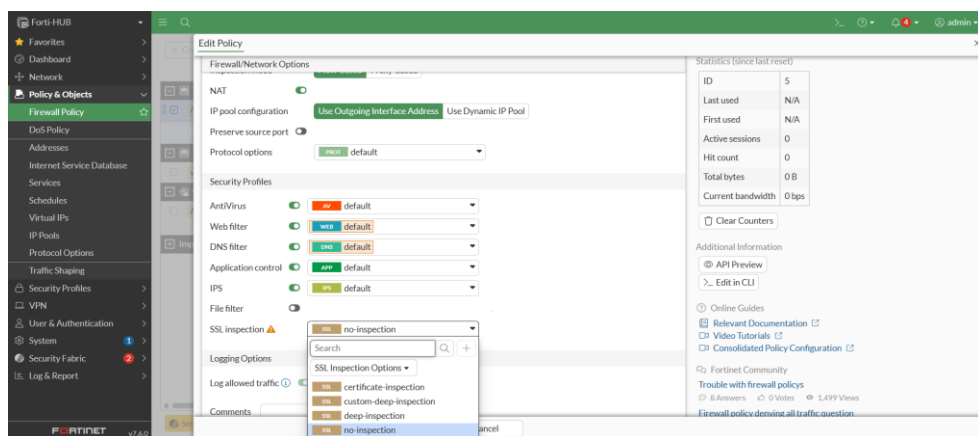 Forti-HUB
Favorites
Dashboard
Network
Policy & Objects
Firewall Policy
DoS Policy
Addresses
Internet Service Database
Services
Schedules
Virtual IPs
IP Pools
Protocol Options
Traffic Shaping
Security Profiles
VPN
User & Authentication
System 1
Security Fabric 2
Log & Report
FORTINET v7.6.0
>_ 4 admin
Edit Policy
Firewall/Network Options
NAT
IP pool configuration Use Outgoing Interface Address Use Dynamic IP Pool
Preserve source port
Protocol options PROT default
Security Profiles
AntiVirus AV default
Web filter WEB default
DNS filter DNS default
Application control APP default
IPS IPS default
File filter
SSL inspection SSL no-inspection
Search
SSL Inspection Options
SSL certificate-inspection
SSL custom-deep-inspection
SSL deep-inspection
SSL no-inspection
Logging Options
Log allowed traffic
Comments
ancel
Statistics (since last reset)
ID 5
Last used N/A
First used N/A
Active sessions 0
Hit count 0
Total bytes 0 B
Current bandwidth 0 bps
Clear Counters
Additional Information
API Preview
>_ Edit in CLI
Online Guides
Relevant Documentation
Video Tutorials
Consolidated Policy Configuration
Fortinet Community
Trouble with firewall policys
8 Answers 0 Votes 1,499 Views
Firewall policy denying all traffic question